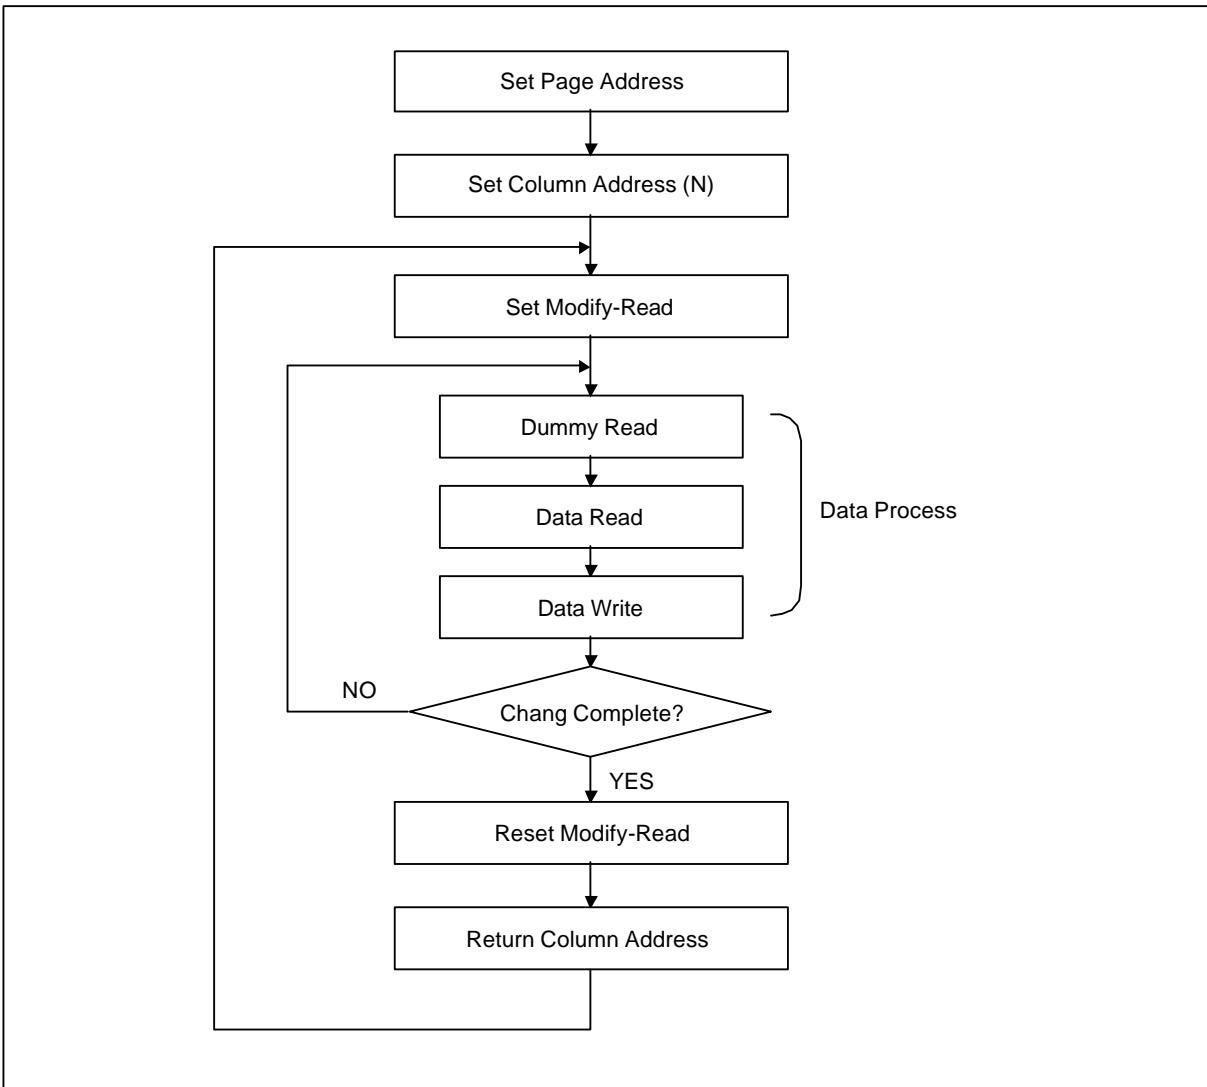 Set Page Address
Set Column Address (N)
Set Modify-Read
Dummy Read
Data Read
Data Process
Data Write
NO
Chang Complete?
YES
Reset Modify-Read
Return Column Address